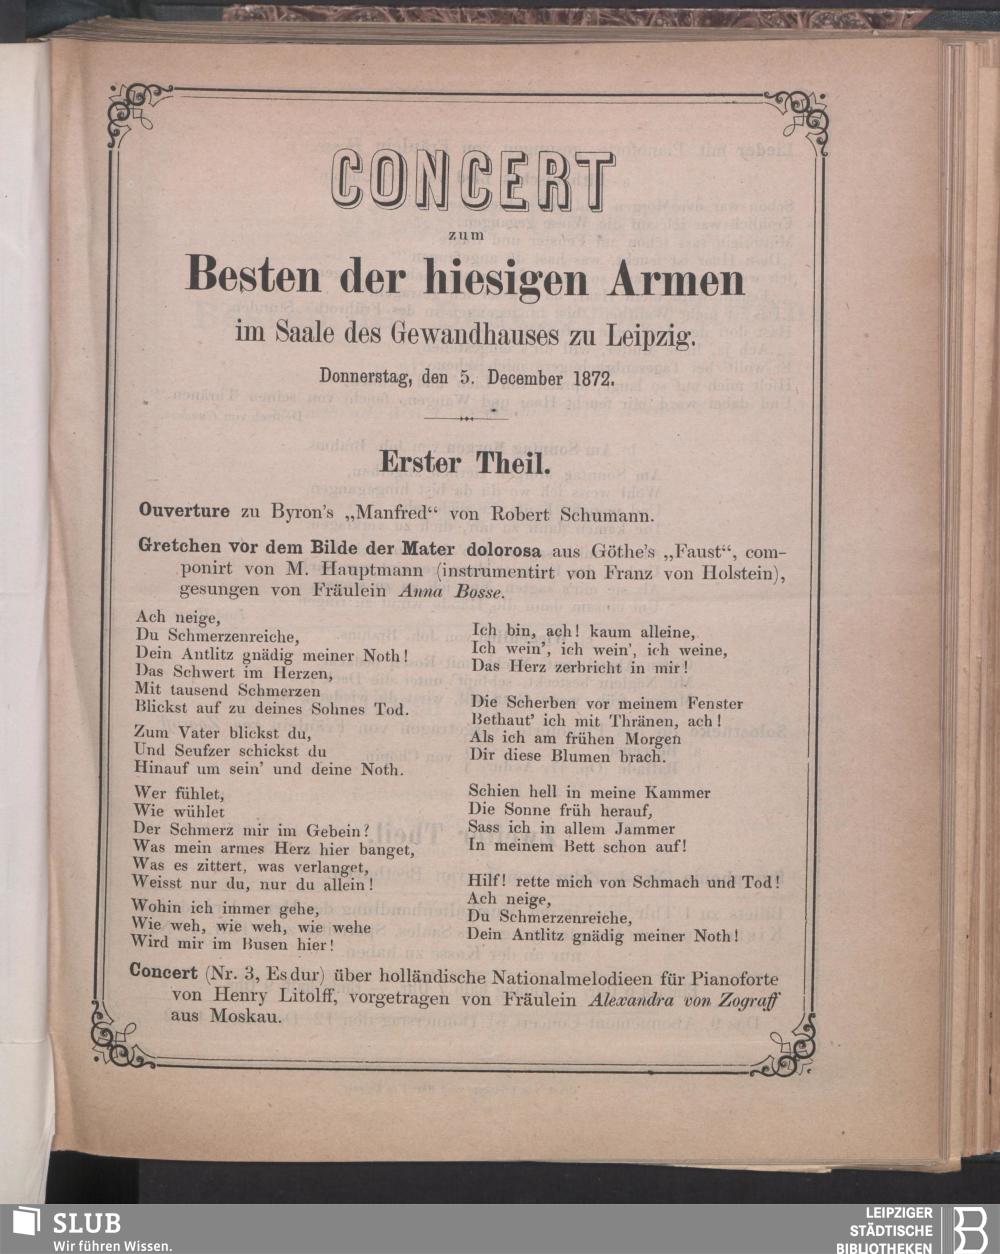 CONCERT
zum
Besten der hiesigen Armen
im Saale des Gewandhauses zu Leipzig.
Donnerstag, den 5. December 1872.
Erster Theil.
Ouverture zu Byron's „Manfred“ von Robert Schumann.
Gretchen vor dem Bilde der Mater dolorosa aus Göthe's „Faust“, com-
ponirt von M. Hauptmann (instrumentirt von Franz von Holstein),
gesungen von Fräulein Anna Bosse.
Ach neige,
Du Schmerzenreiche,
Dein Antlitz gnädig meiner Noth!
Das Schwert im Herzen,
Mit tausend Schmerzen
Blickst auf zu deines Sohnes Tod.
Zum Vater blickst du,
Und Seufzer schickst du
Hinauf um sein' und deine Noth.
Wer fühlet,
Wie wühlet
Der Schmerz mir im Gebein?
Was mein armes Herz hier banget,
Was es zittert, was verlanget,
Weisst nur du, nur du allein!
Wohin ich immer gehe,
Wie weh, wie weh, wie wehe
Wird mir im Busen hier!
Ich bin, ach! kaum alleine,
Ich wein', ich wein', ich weine,
Das Herz zerbricht in mir!
Die Scherben vor meinem Fenster
Bethaut' ich mit Thränen, ach!
Als ich am frühen Morgen
Dir diese Blumen brach.
Schien hell in meine Kammer
Die Sonne früh herauf,
Sass ich in allem Jammer
In meinem Bett schon auf!
Hilf! rette mich von Schmach und Tod!
Ach neige,
Du Schmerzenreiche,
Dein Antlitz gnädig meiner Noth!
Concert (Nr. 3, Es dur) über holländische Nationalmelodieen für Pianoforte
von Henry Litolff, vorgetragen von Fräulein Alexandra von Zograff
aus Moskau.
SLUB
Wir führen Wissen.
LEIPZIGER
STÄDTISCHE
BIBLIOTHEKEN